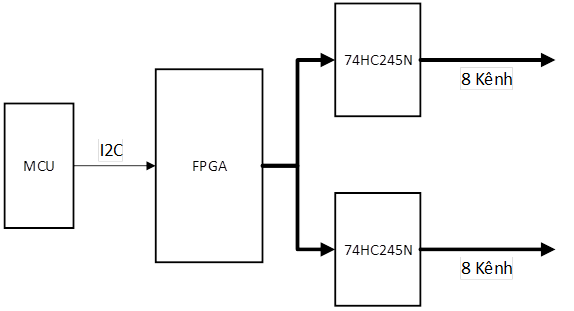 MCU
I2C
FPGA
74HC245N
8 Kênh
74HC245N
8 Kênh